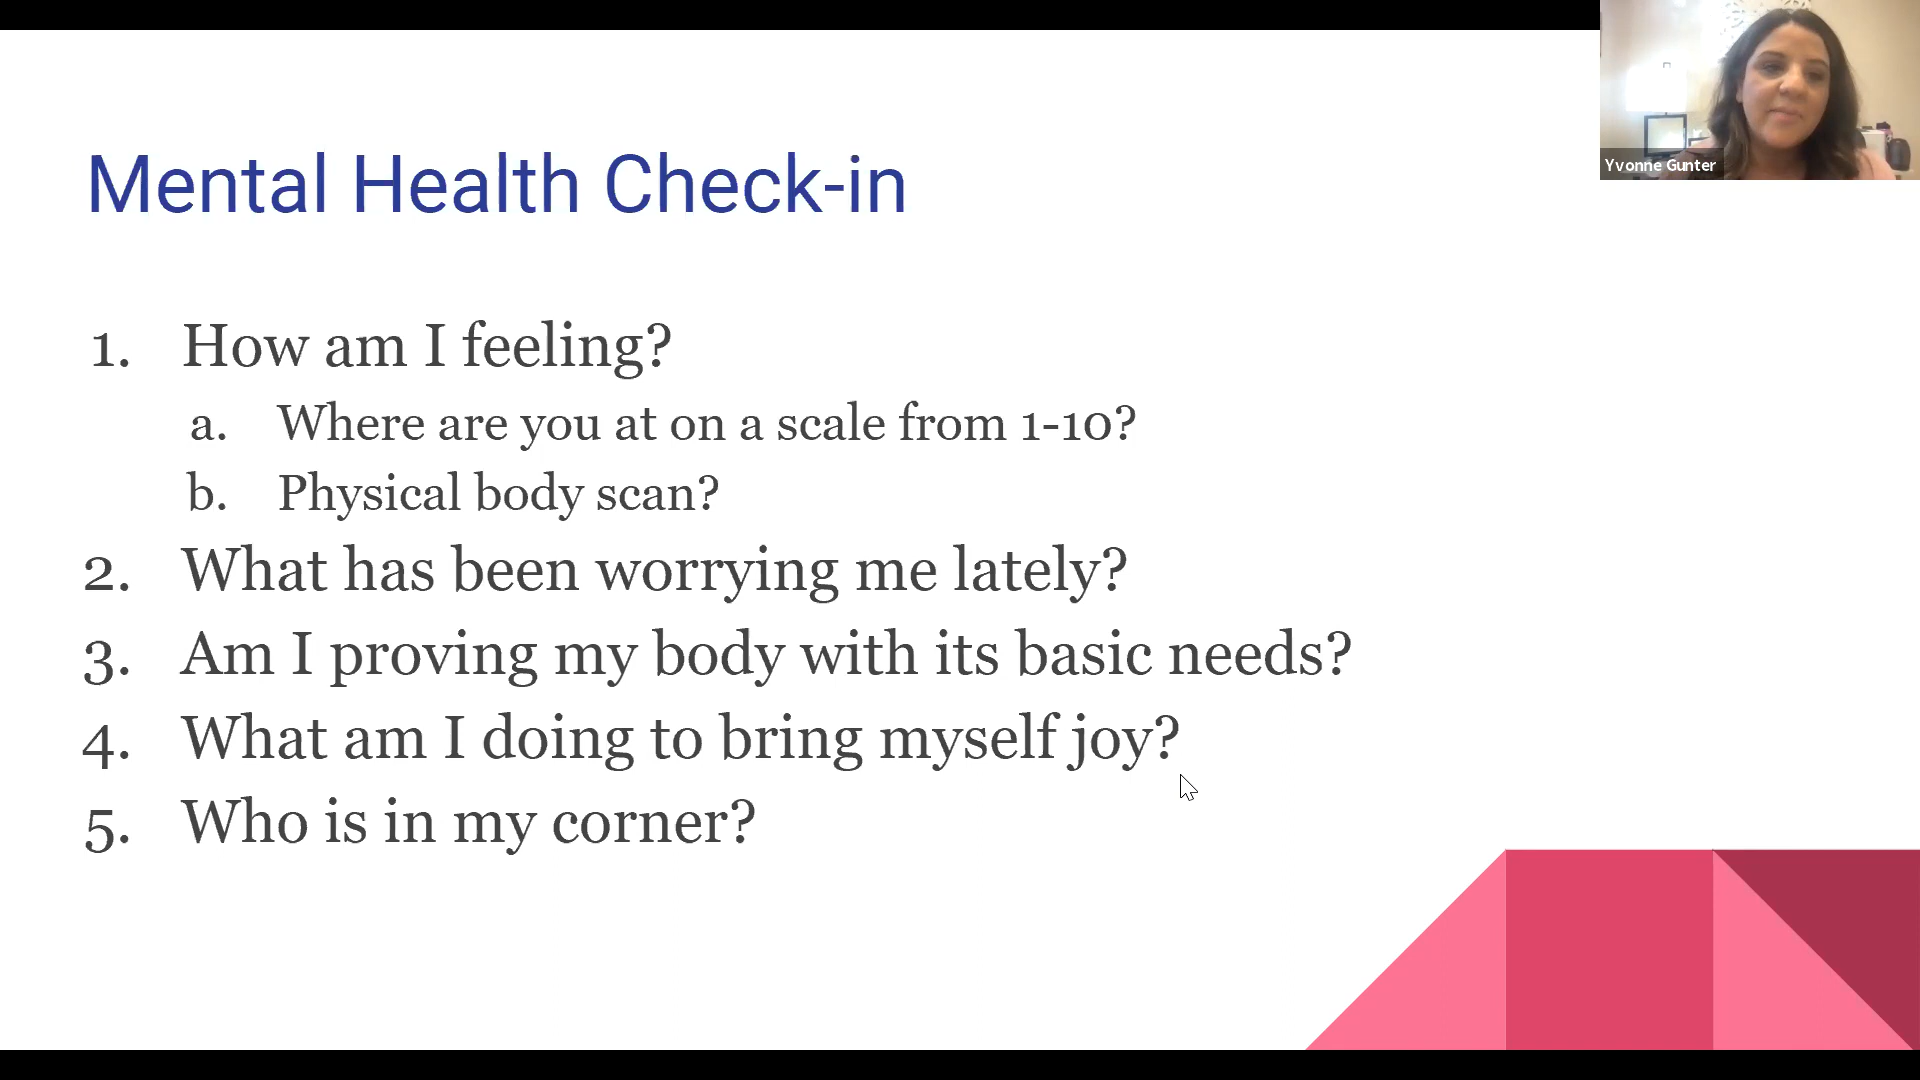 Yvonne Gunter
Mental Health Check-in
1. How am I feeling?
a. Where are you at on a scale from 1-10?
b. Physical body scan?
2. What has been worrying me lately?
3. Am I proving my body with its basic needs?
4. What am I doing to bring myself joy?
5. Who is in my corner?